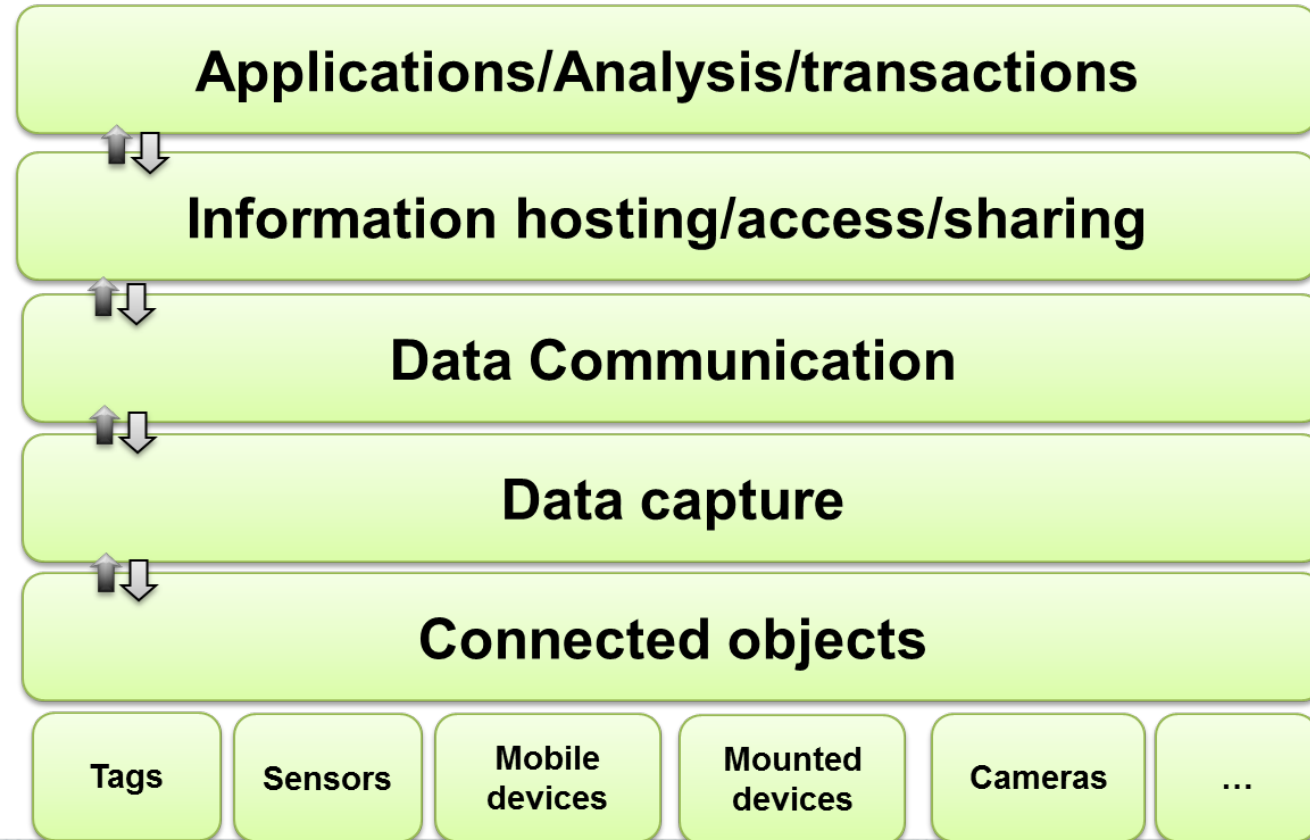 Applications/Analysis/transactions
Information hosting/access/sharing
Data Communication
Data capture
Connected objects
Tags
Sensors
Mobile
devices
Mounted
devices
Cameras
...